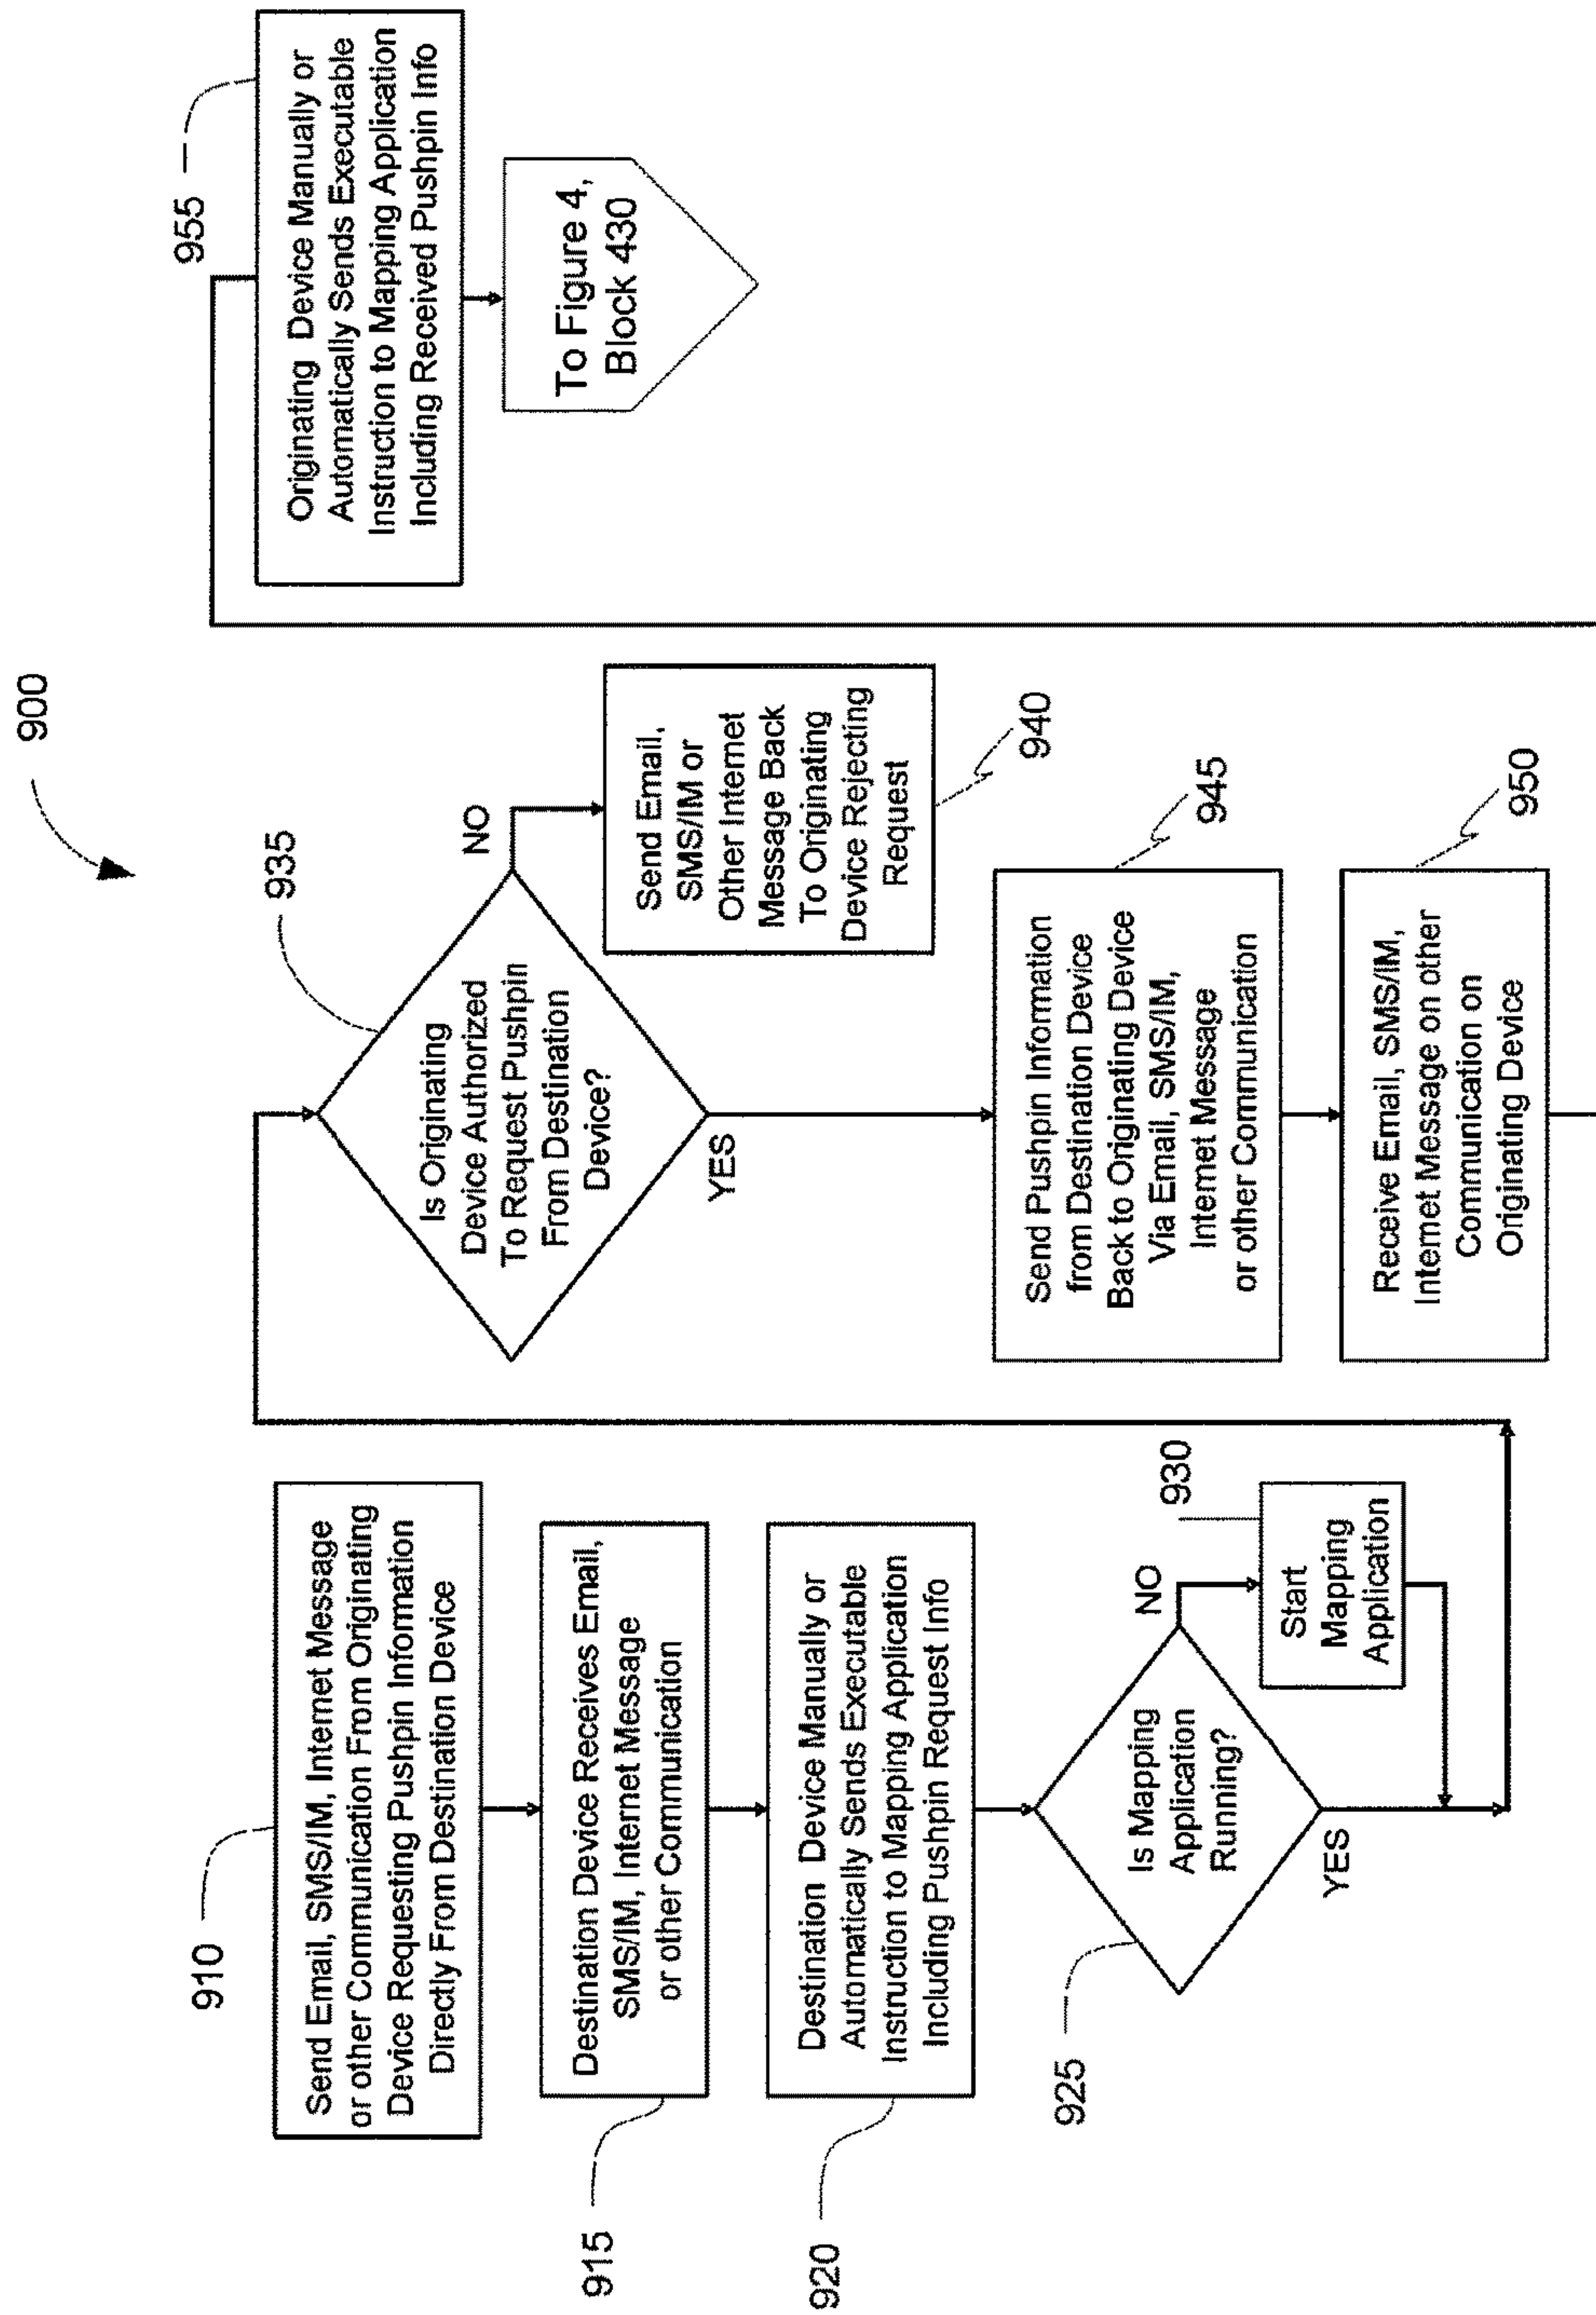 900
910
Send Email, SMS/IM, Internet Message
or other Communication From Originating
Device Requesting Pushpin Information
Directly From Destination Device
915
Destination Device Receives Email,
SMS/IM, Internet Message
or other Communication
920
Destination Device Manually or
Automatically Sends Executable
Instruction to Mapping Application
Including Pushpin Request Info
925
Is Mapping
Application
Running?
NO
YES
930
Start
Mapping
Application
935
Is Originating
Device Authorized
To Request Pushpin
From Destination
Device?
NO
YES
Send Email,
SMS/IM or
Other Internet
Message Back
To Originating
Device Rejecting
Request
940
Send Pushpin Information
from Destination Device
Back to Originating Device
Via Email, SMS/IM,
Internet Message
or other Communication
945
Receive Email, SMS/IM,
Internet Message on other
Communication on
Originating Device
950
955
Originating Device Manually or
Automatically Sends Executable
Instruction to Mapping Application
Including Received Pushpin Info
To Figure 4,
Block 430